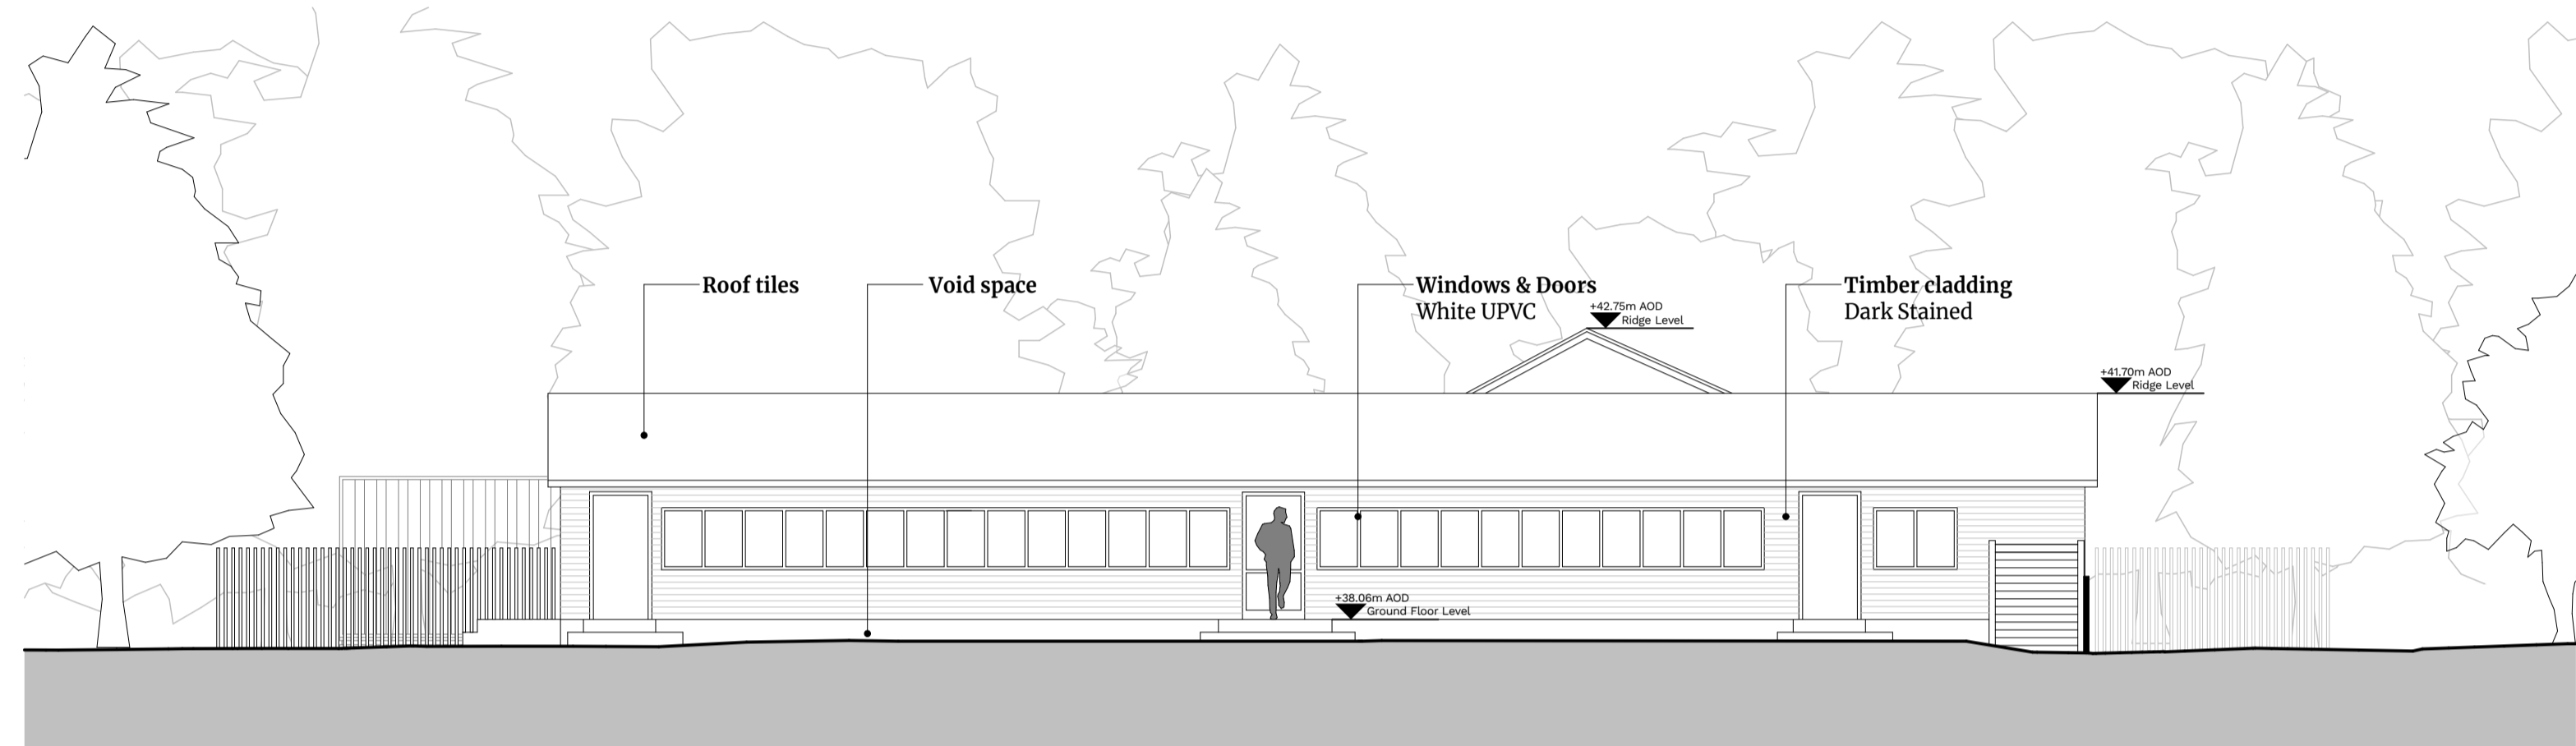 Roof tiles
Void space
Windows & Doors
White UPVC
Timber cladding
Dark Stained
+42.75m AOD
Ridge Level
+41.70m AOD
Ridge Level
+38.06m AOD
Ground Floor Level